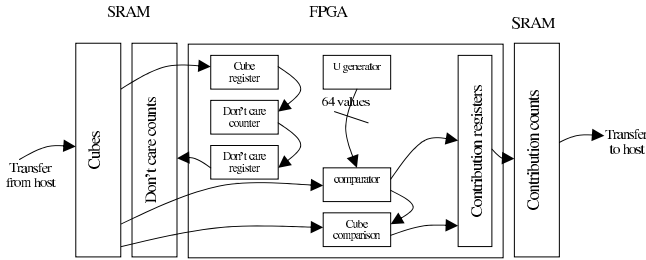 SRAM
FPGA
SRAM
Cube
register
U generator
64 values
Don't care
counter
Don't care
register
comparator
Cube
comparison
Cubes
Don't care counts
Contribution registers
Contribution counts
Transfer
from host
Transfer
to host